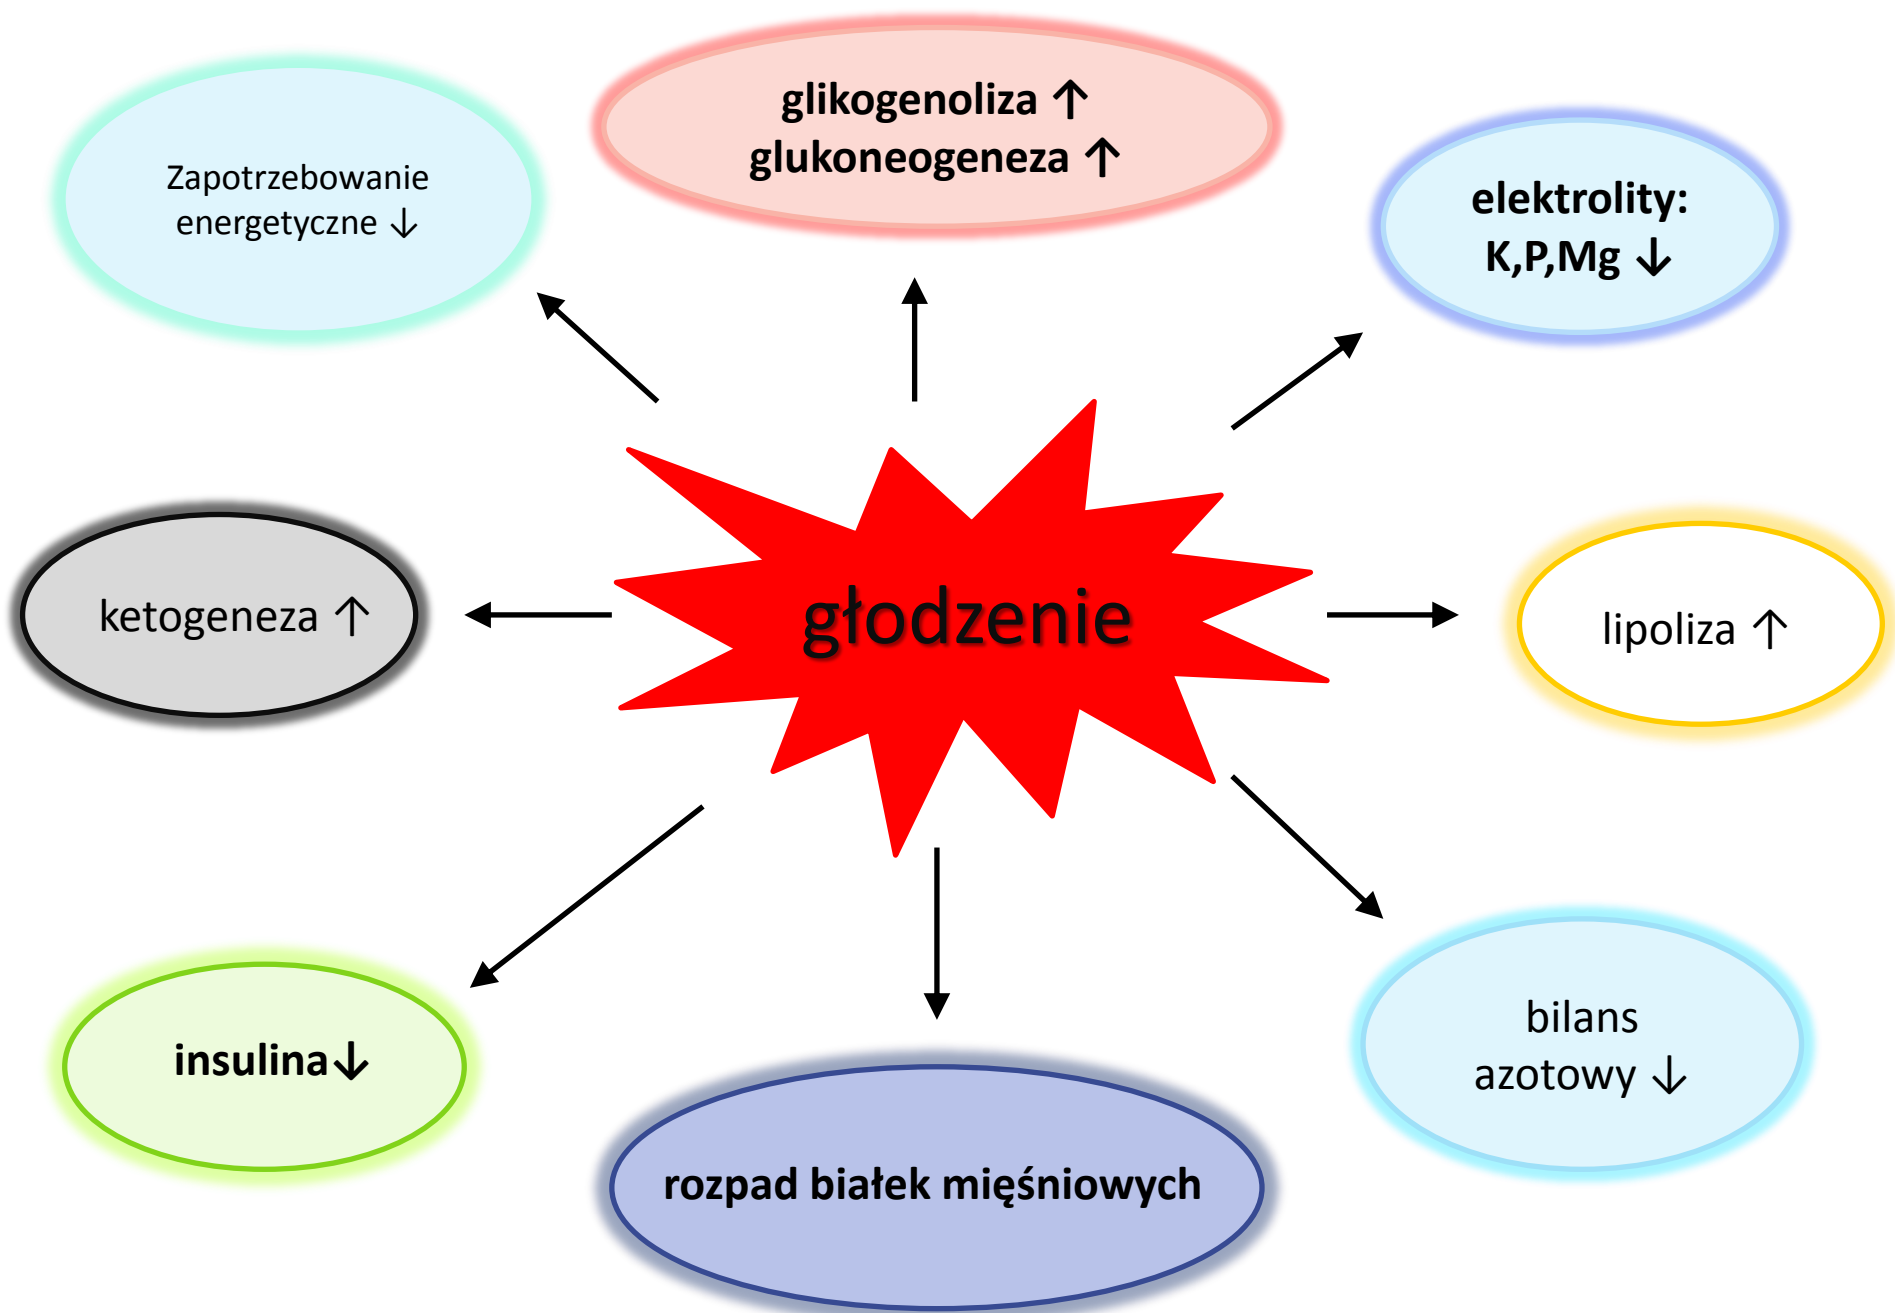 glikogenoliza ↑
glukoneogeneza ↑
Zapotrzebowanie
energetyczne ↓
elektrolity:
K,P,Mg ↓
ketogeneza ↑
głodzenie
lipoliza ↑
insulina↓
bilans
azotowy ↓
rozpad białek mięśniowych